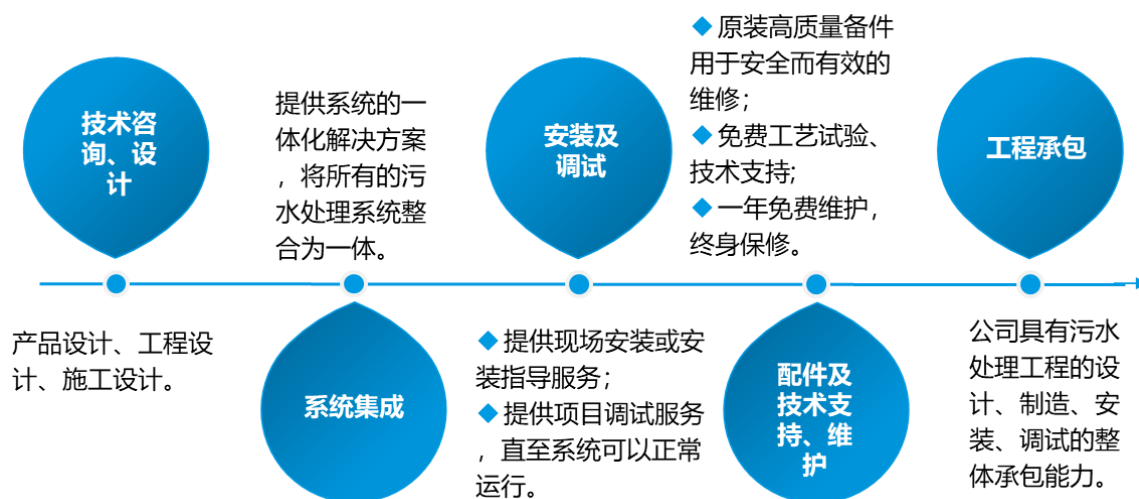 技术咨
询、设
计
产品设计、工程设
计、施工设计。
提供系统的一
体化解决方案
，将所有的污
水处理系统整
合为一体。
系统集成
安装及
调试
◆ 提供现场安装或安
装指导服务；
◆ 提供项目调试服务
，直至系统可以正常
运行。
◆ 原装高质量备件
用于安全而有效的
维修；
◆ 免费工艺试验、
技术支持;
◆ 一年免费维护，
终身保修。
配件及
技术支
持、维
护
工程承包
公司具有污水
处理工程的设
计、制造、安
装、调试的整
体承包能力。